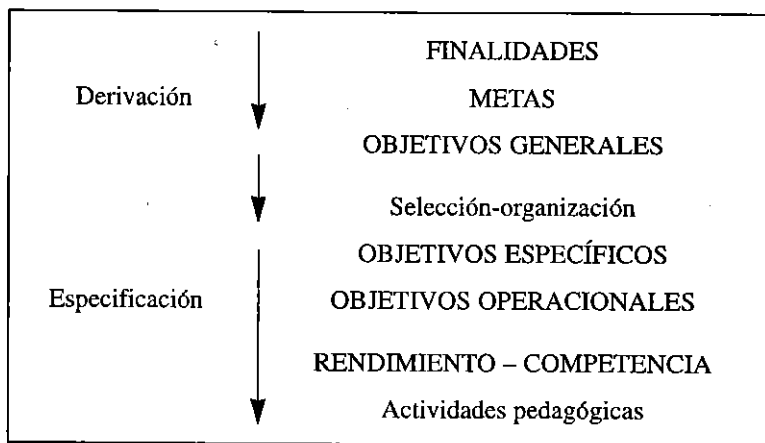 FINALIDADES
Derivación
METAS
OBJETIVOS GENERALES
Selección-organización
OBJETIVOS ESPECÍFICOS
Especificación
OBJETIVOS OPERACIONALES
RENDIMIENTO – COMPETENCIA
Actividades pedagógicas